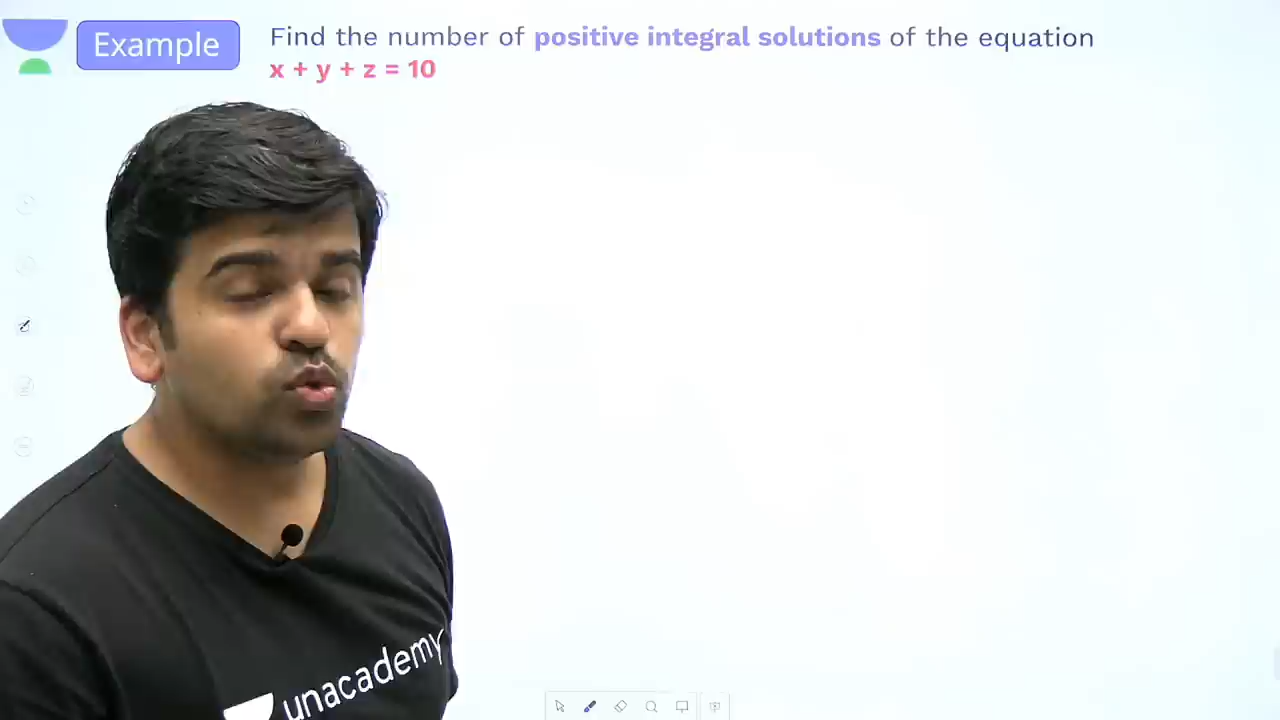 Example
Find the number of positive integral solutions of the equation
x + y + z = 10
unacademy